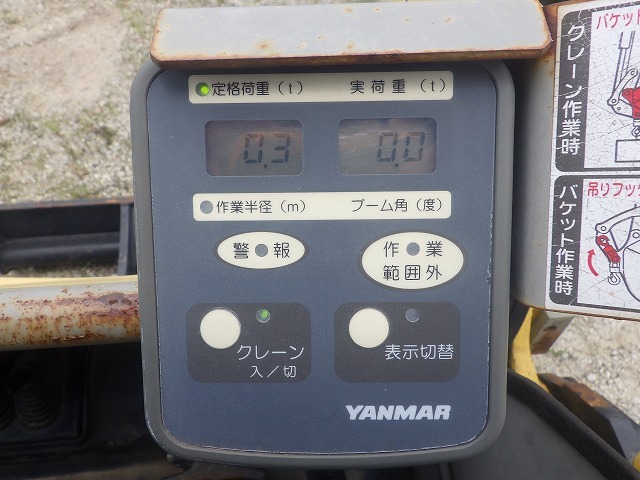 定格荷重(t) 実荷重(t)
0.3 0.0
作業半径(m) ブーム角(度)
警報
作業
範囲外
クレーン
入／切
表示切替
YANMAR
バケット
クレーン作業時
吊りフック
バケット作業時